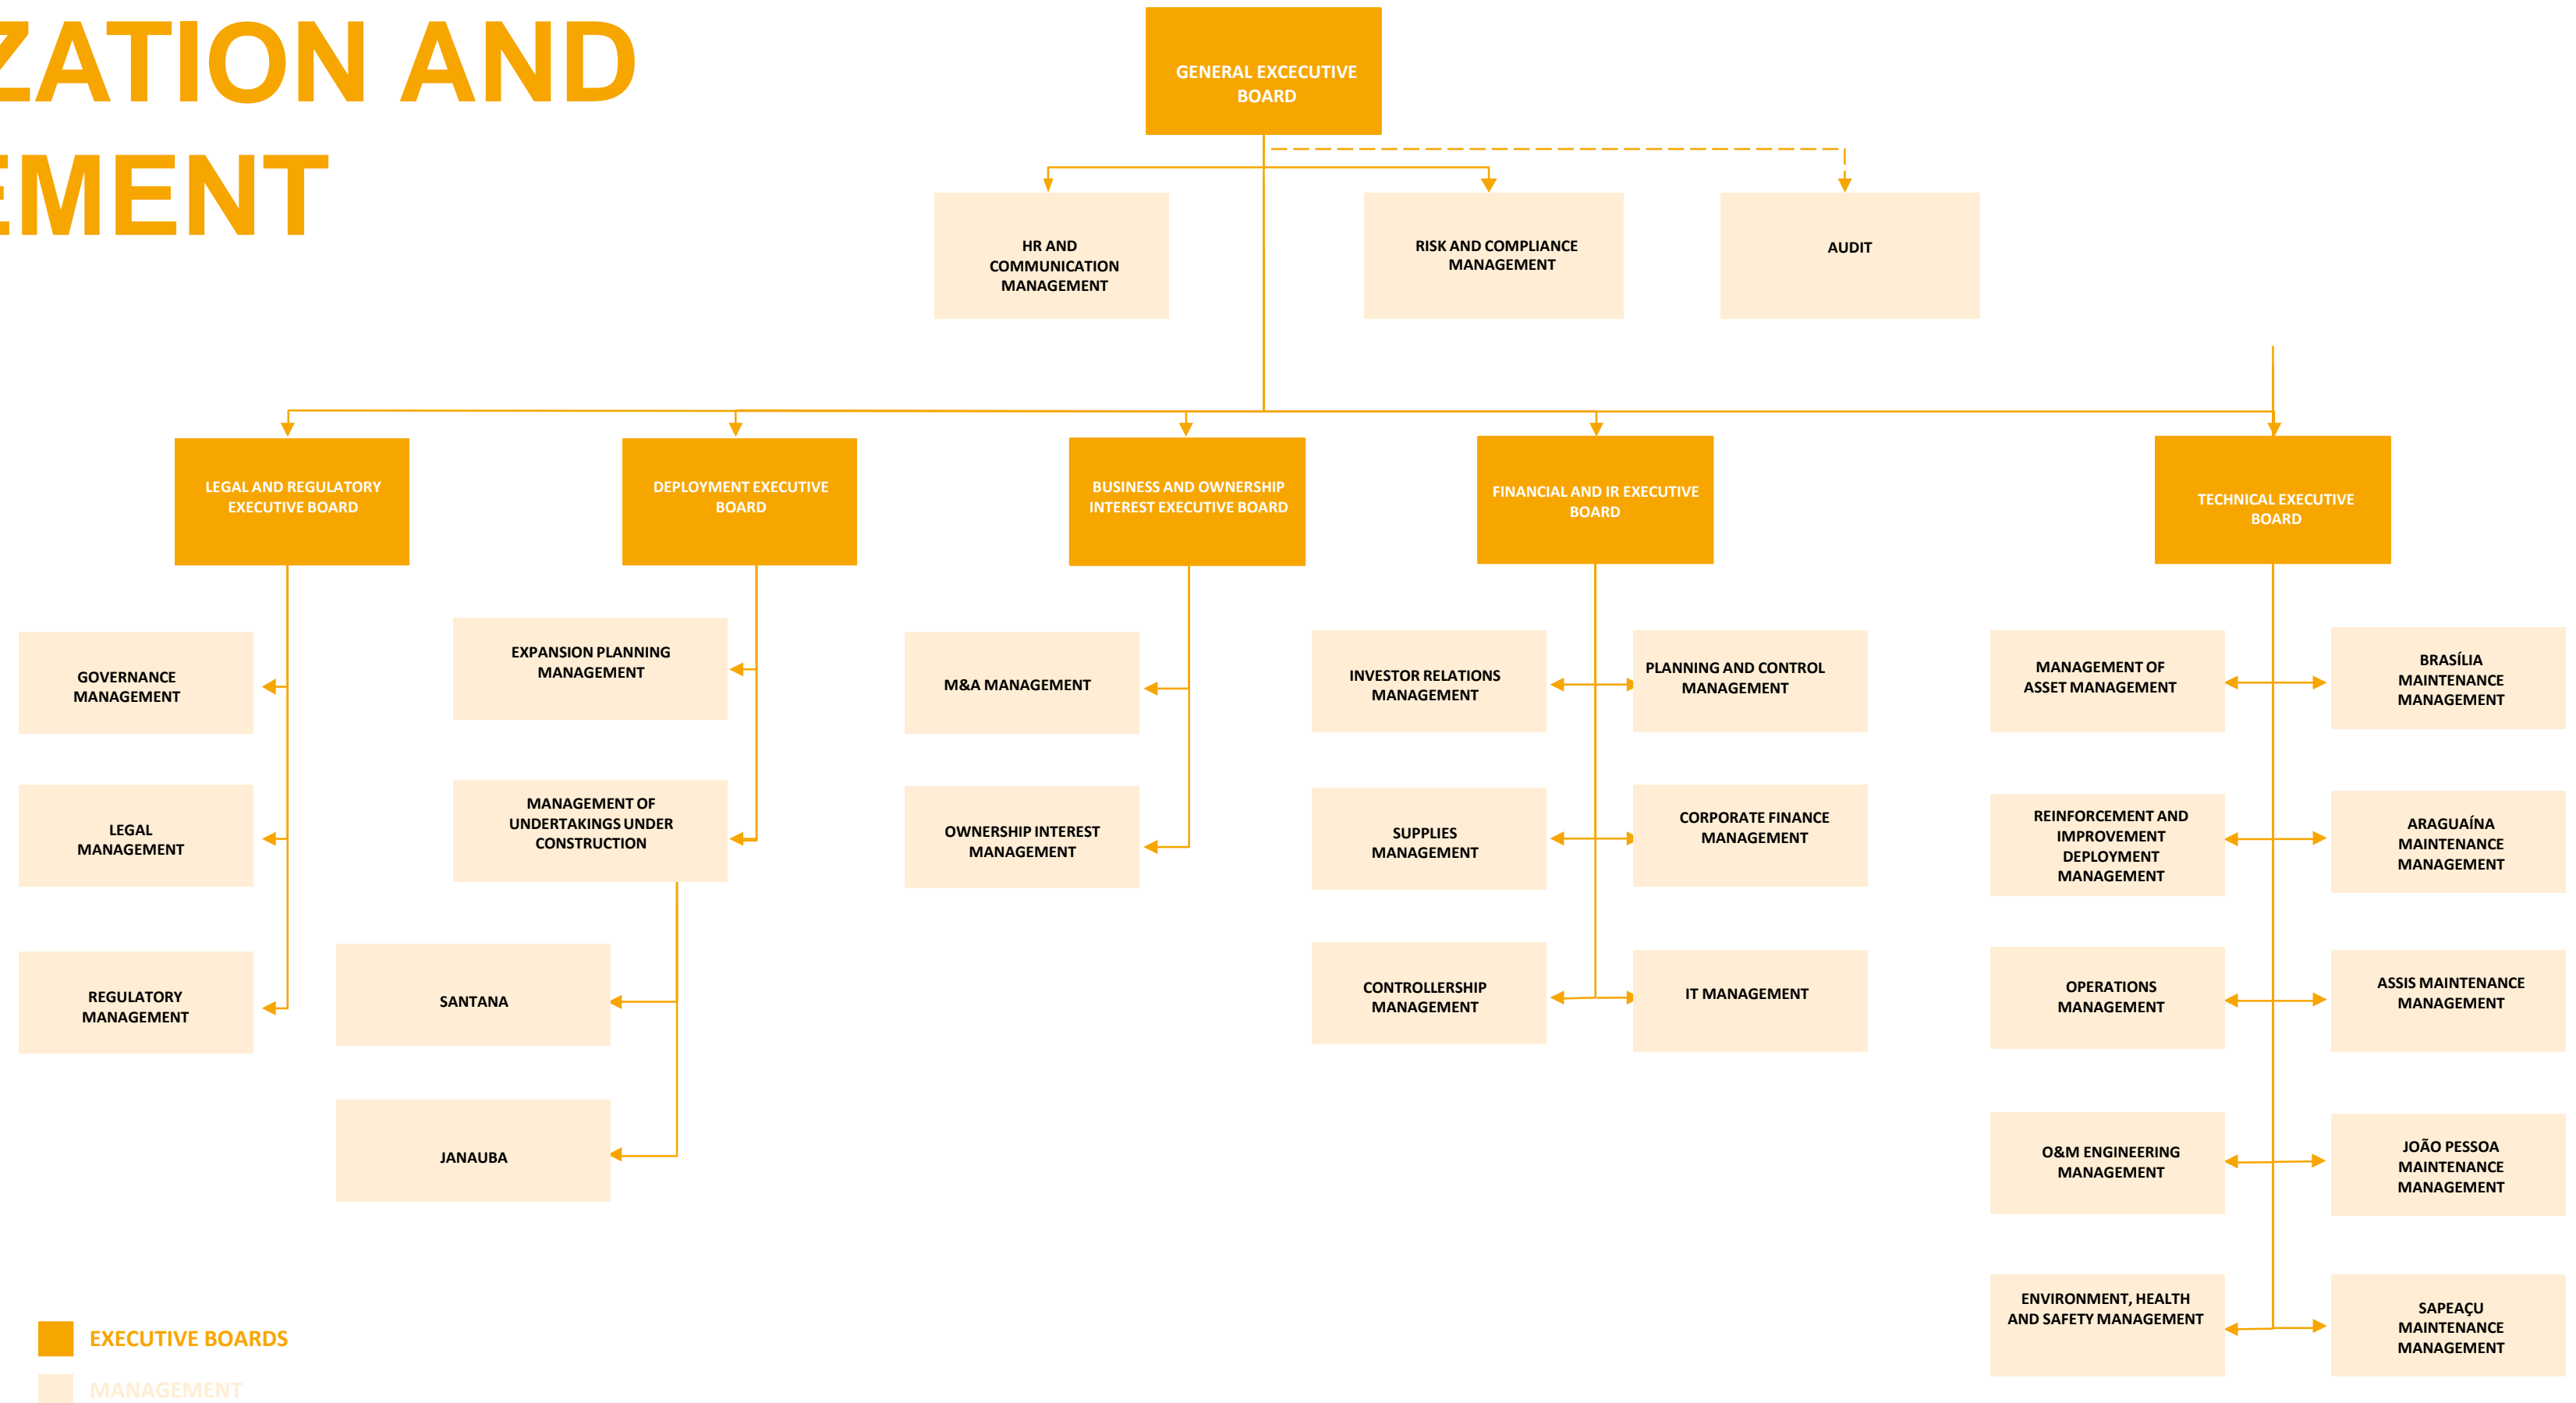 ZATION AND
EMENT
GENERAL EXCECUTIVE
BOARD
HR AND
COMMUNICATION
MANAGEMENT
RISK AND COMPLIANCE
MANAGEMENT
AUDIT
LEGAL AND REGULATORY
EXECUTIVE BOARD
DEPLOYMENT EXECUTIVE
BOARD
BUSINESS AND OWNERSHIP
INTEREST EXECUTIVE BOARD
FINANCIAL AND IR EXECUTIVE
BOARD
TECHNICAL EXECUTIVE
BOARD
GOVERNANCE
MANAGEMENT
LEGAL
MANAGEMENT
REGULATORY
MANAGEMENT
EXPANSION PLANNING
MANAGEMENT
MANAGEMENT OF
UNDERTAKINGS UNDER
CONSTRUCTION
SANTANA
JANAUBA
M&A MANAGEMENT
OWNERSHIP INTEREST
MANAGEMENT
INVESTOR RELATIONS
MANAGEMENT
SUPPLIES
MANAGEMENT
CONTROLLERSHIP
MANAGEMENT
PLANNING AND CONTROL
MANAGEMENT
CORPORATE FINANCE
MANAGEMENT
IT MANAGEMENT
MANAGEMENT OF
ASSET MANAGEMENT
REINFORCEMENT AND
IMPROVEMENT
DEPLOYMENT
MANAGEMENT
OPERATIONS
MANAGEMENT
O&M ENGINEERING
MANAGEMENT
ENVIRONMENT, HEALTH
AND SAFETY MANAGEMENT
BRASÍLIA
MAINTENANCE
MANAGEMENT
ARAGUAÍNA
MAINTENANCE
MANAGEMENT
ASSIS MAINTENANCE
MANAGEMENT
JOÃO PESSOA
MAINTENANCE
MANAGEMENT
SAPEAÇU
MAINTENANCE
MANAGEMENT
EXECUTIVE BOARDS
MANAGEMENT